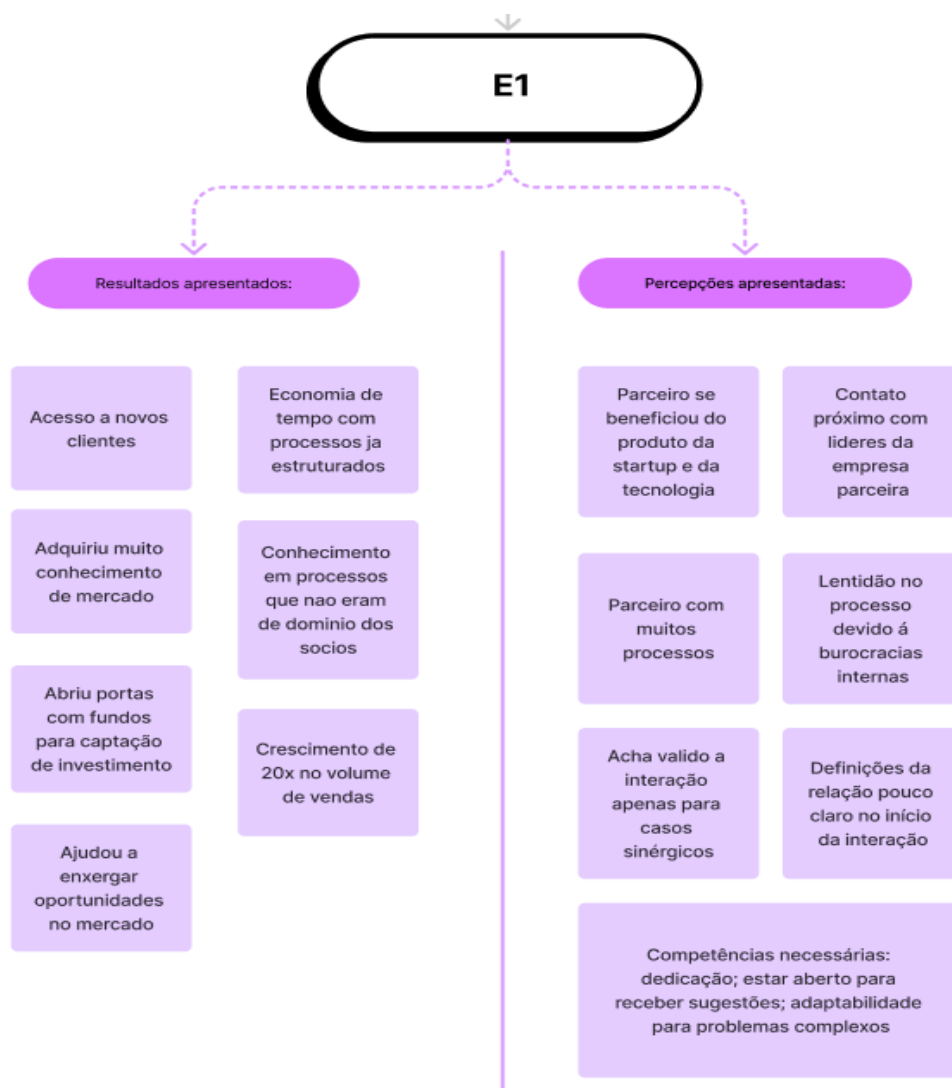 E1
Resultados apresentados:
Acesso a novos
clientes
Adquiriu muito
conhecimento
de mercado
Abriu portas
com fundos
para captação
de investimento
Ajudou a
enxergar
oportunidades
no mercado
Economia de
tempo com
processos ja
estruturados
Conhecimento
em processos
que nao eram
de dominio dos
socios
Crescimento de
20x no volume
de vendas
Percepções apresentadas:
Parceiro se
beneficiou do
produto da
startup e da
tecnologia
Contato
próximo com
lideres da
empresa
parceira
Parceiro com
muitos
processos
Lentidão no
processo
devido á
burocracias
internas
Acha valido a
interação
apenas para
casos
sinérgicos
Definições da
relação pouco
claro no início
da interação
Competências necessárias:
dedicação; estar aberto para
receber sugestões; adaptabilidade
para problemas complexos